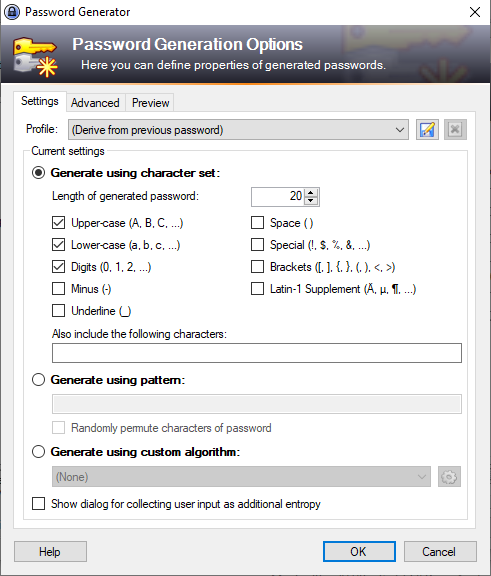 Password Generator
Password Generation Options
Here you can define properties of generated passwords.
Settings Advanced Preview
Profile: (Derive from previous password)
Current settings
Generate using character set:
Length of generated password: 20
Upper-case (A, B, C, ...) Space ( )
Lower-case (a, b, c, ...) Special (!, $, %, &, ...)
Digits (0, 1, 2, ...) Brackets ([, ], {, }, (, ), <, >)
Minus (-) Latin-1 Supplement (Ä, µ, ¶, ...)
Underline (_)
Also include the following characters:
Generate using pattern:
Randomly permute characters of password
Generate using custom algorithm:
(None)
Show dialog for collecting user input as additional entropy
Help OK Cancel